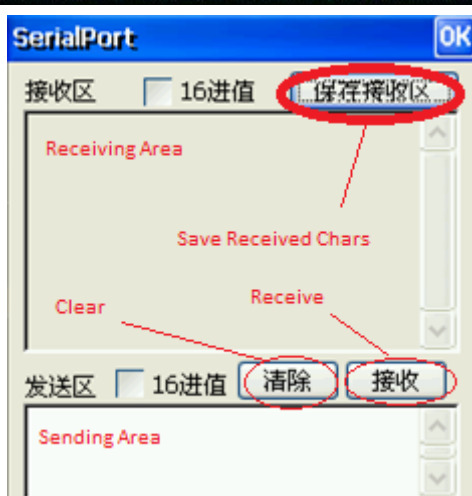 SerialPort OK
接收区 16进值 保存接收区
Receiving Area
Save Received Chars
Receive
Clear
发送区 16进值 清除 接收
Sending Area